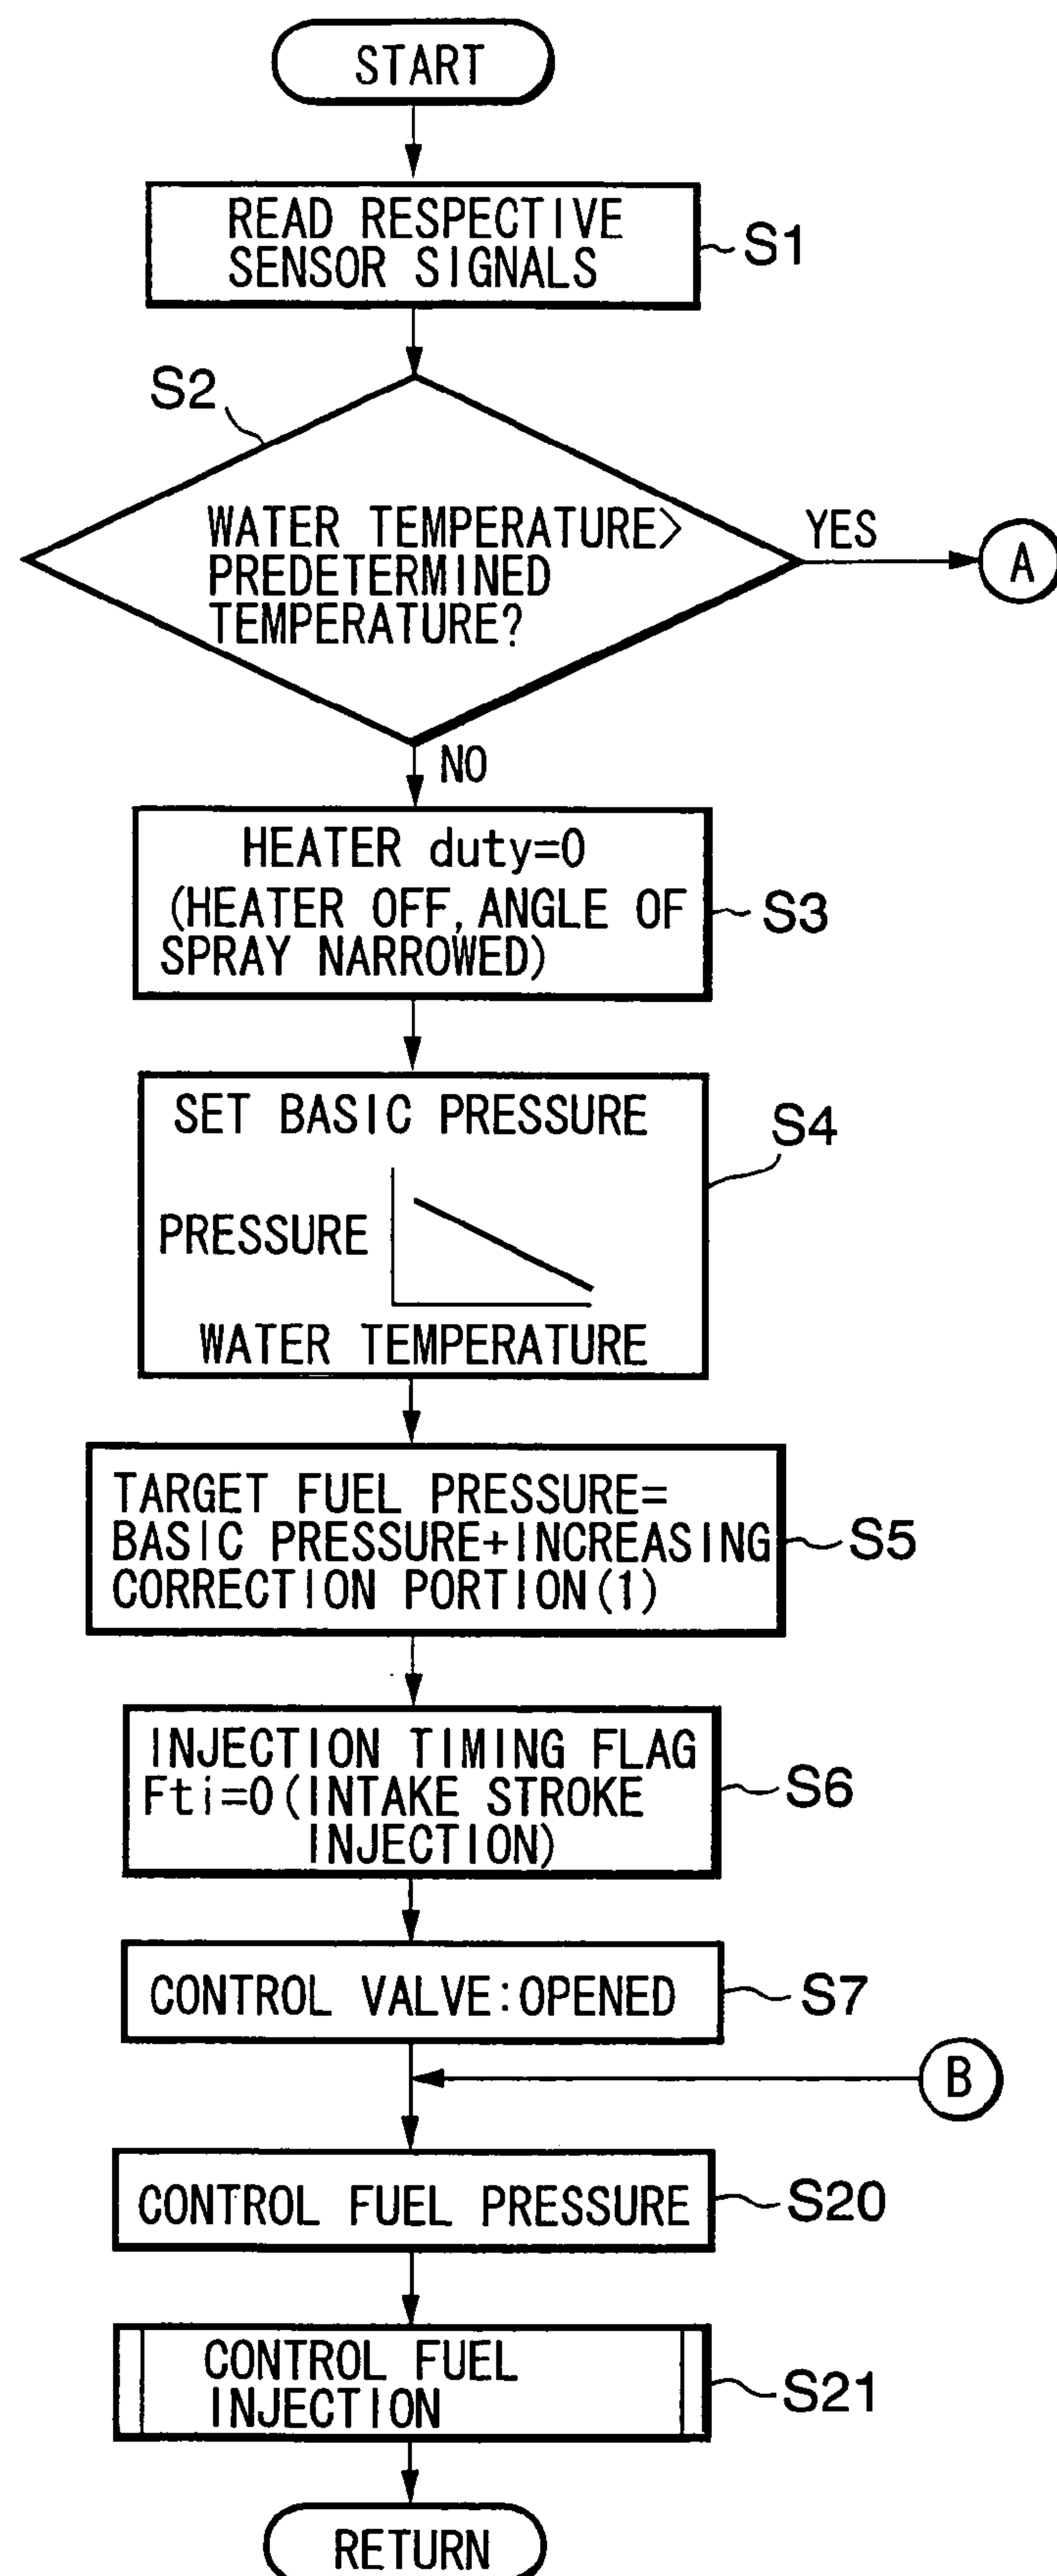 START
READ RESPECTIVE
SENSOR SIGNALS
S1
S2
WATER TEMPERATURE>
PREDETERMINED
TEMPERATURE?
YES
A
NO
HEATER duty=0
(HEATER OFF,ANGLE OF
SPRAY NARROWED)
S3
SET BASIC PRESSURE
S4
PRESSURE
WATER TEMPERATURE
TARGET FUEL PRESSURE=
BASIC PRESSURE+INCREASING
CORRECTION PORTION(1)
S5
INJECTION TIMING FLAG
Fti=0(INTAKE STROKE
INJECTION)
S6
CONTROL VALVE:OPENED
S7
B
CONTROL FUEL PRESSURE
S20
CONTROL FUEL
INJECTION
S21
RETURN